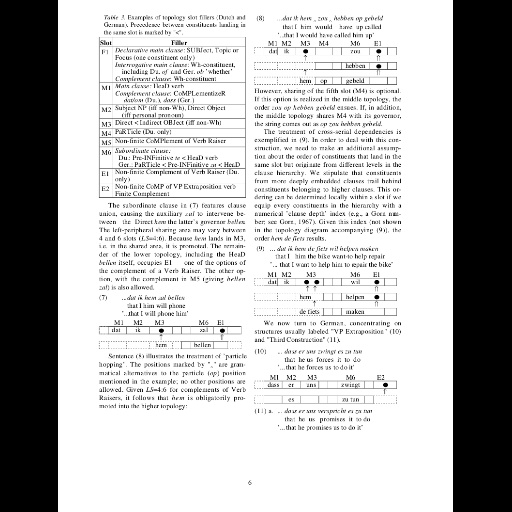 Table 3. Examples of topology slot fillers (Dutch and
German). Precedence between constituents landing in
the same slot is marked by "<".
Slot Filler
F1 Declarative main clause: SUBJect, Topic or
Focus (one constituent only)
Interrogative main clause: Wh-constituent,
including Du. of and Ger. ob 'whether'
Complement clause: Wh-constituent
M1 Main clause: HeaD verb
Complement clause: CoMPLementizeR
dat/om (Du.), dass (Ger.)
M2 Subject NP (iff non-Wh), Direct Object
(iff personal pronoun)
M3 Direct < Indirect OBJect (iff non-Wh)
M4 PaRTicle (Du. only)
M5 Non-finite CoMPlement of Verb Raiser
M6 Subordinate clause:
Du.: Pre-INFinitive te < HeaD verb
Ger.: PaRTicle < Pre-INFinitive zu < HeaD
E1 Non-finite Complement of Verb Raiser (Du.
only)
E2 Non-finite CoMP of VP Extraposition verb
Finite Complement
The subordinate clause in (7) features clause
union, causing the auxiliary zal to intervene be-
tween the Direct hem the latter's governor bellen.
The left-peripheral sharing area may vary between
4 and 6 slots (LS=4:6). Because hem lands in M3,
i.e. in the shared area, it is promoted. The remain-
der of the lower topology, including the HeaD
bellen itself, occupies E1 — one of the options of
the complement of a Verb Raiser. The other op-
tion, with the complement in M5 (giving bellen
zal) is also allowed.
(7) ...dat ik hem zal bellen
that I him will phone
'...that I will phone him'
M1 M2 M3 M6 E1
dat ik ● zal ●
↑ ⇑
hem bellen
Sentence (8) illustrates the treatment of 'particle
hopping'. The positions marked by "_" are gram-
matical alternatives to the particle (op) position
mentioned in the example; no other positions are
allowed. Given LS=4:6 for complements of Verb
Raisers, it follows that hem is obligatorily pro-
moted into the higher topology:
(8) ...dat ik hem _ zou _ hebben op gebeld
that I him would have up called
'...that I would have called him up'
M1 M2 M3 M4 M6 E1
dat ik ● zou ●
↑ ⇑
hebben ●
⇑
hem op gebeld
However, sharing of the fifth slot (M4) is optional.
If this option is realized in the middle topology, the
order zou op hebben gebeld ensues. If, in addition,
the middle topology shares M4 with its governor,
the string comes out as op zou hebben gebeld.
The treatment of cross-serial dependencies is
exemplified in (9). In order to deal with this con-
struction, we need to make an additional assump-
tion about the order of constituents that land in the
same slot but originate from different levels in the
clause hierarchy. We stipulate that constituents
from more deeply embedded clauses trail behind
constituents belonging to higher clauses. This or-
dering can be determined locally within a slot if we
equip every constituents in the hierarchy with a
numerical 'clause depth' index (e.g., a Gorn num-
ber; see Gorn, 1967). Given this index (not shown
in the topology diagram accompanying (9)), the
order hem de fiets results.
(9) ... dat ik hem de fiets wil helpen maken
that I him the bike want-to help repair
'... that I want to help him to repair the bike'
M1 M2 M3 M6 E1
dat ik ● ● wil ●
↑ ↑ ⇑
hem helpen ●
↑ ⇑
de fiets maken
We now turn to German, concentrating on
structures usually labeled "VP Extraposition" (10)
and "Third Construction" (11).
(10) ... dass er uns zwingt es zu tun
that he us forces it to do
'...that he forces us to do it'
M1 M2 M3 M6 E2
dass er uns zwingt ●
⇑
es zu tun
(11) a. ... dass er uns verspricht es zu tun
that he us promises it to do
'...that he promises us to do it'
6